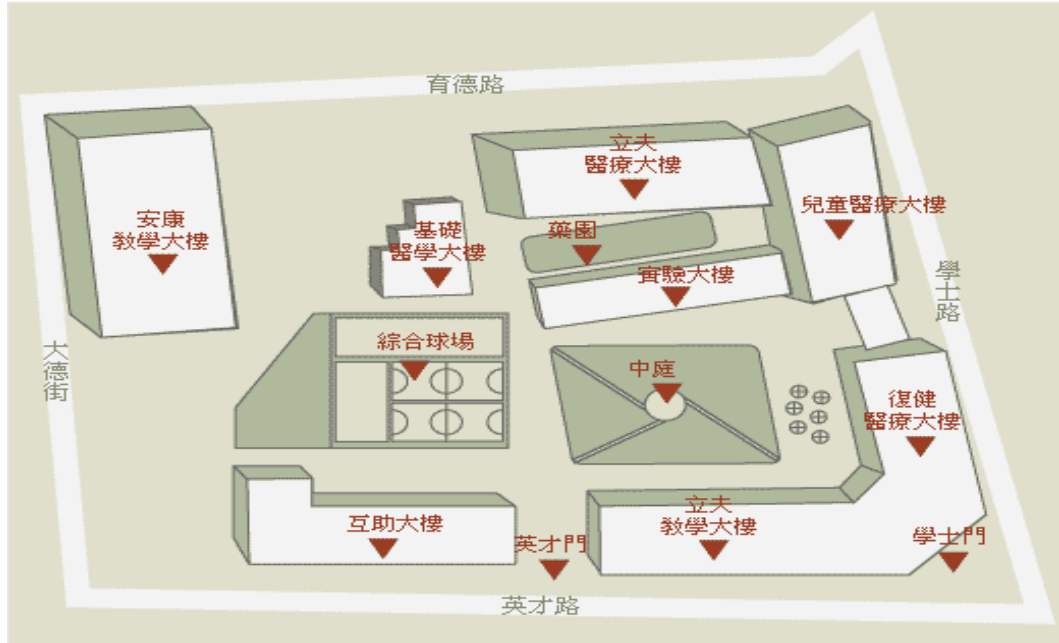 育德路
立夫
醫療大樓
兒童醫療大樓
安康
教學大樓
基礎
醫學大樓
藥園
實驗大樓
學士路
大德街
綜合球場
中庭
復健
醫療大樓
互助大樓
英才門
立夫
教學大樓
學士門
英才路